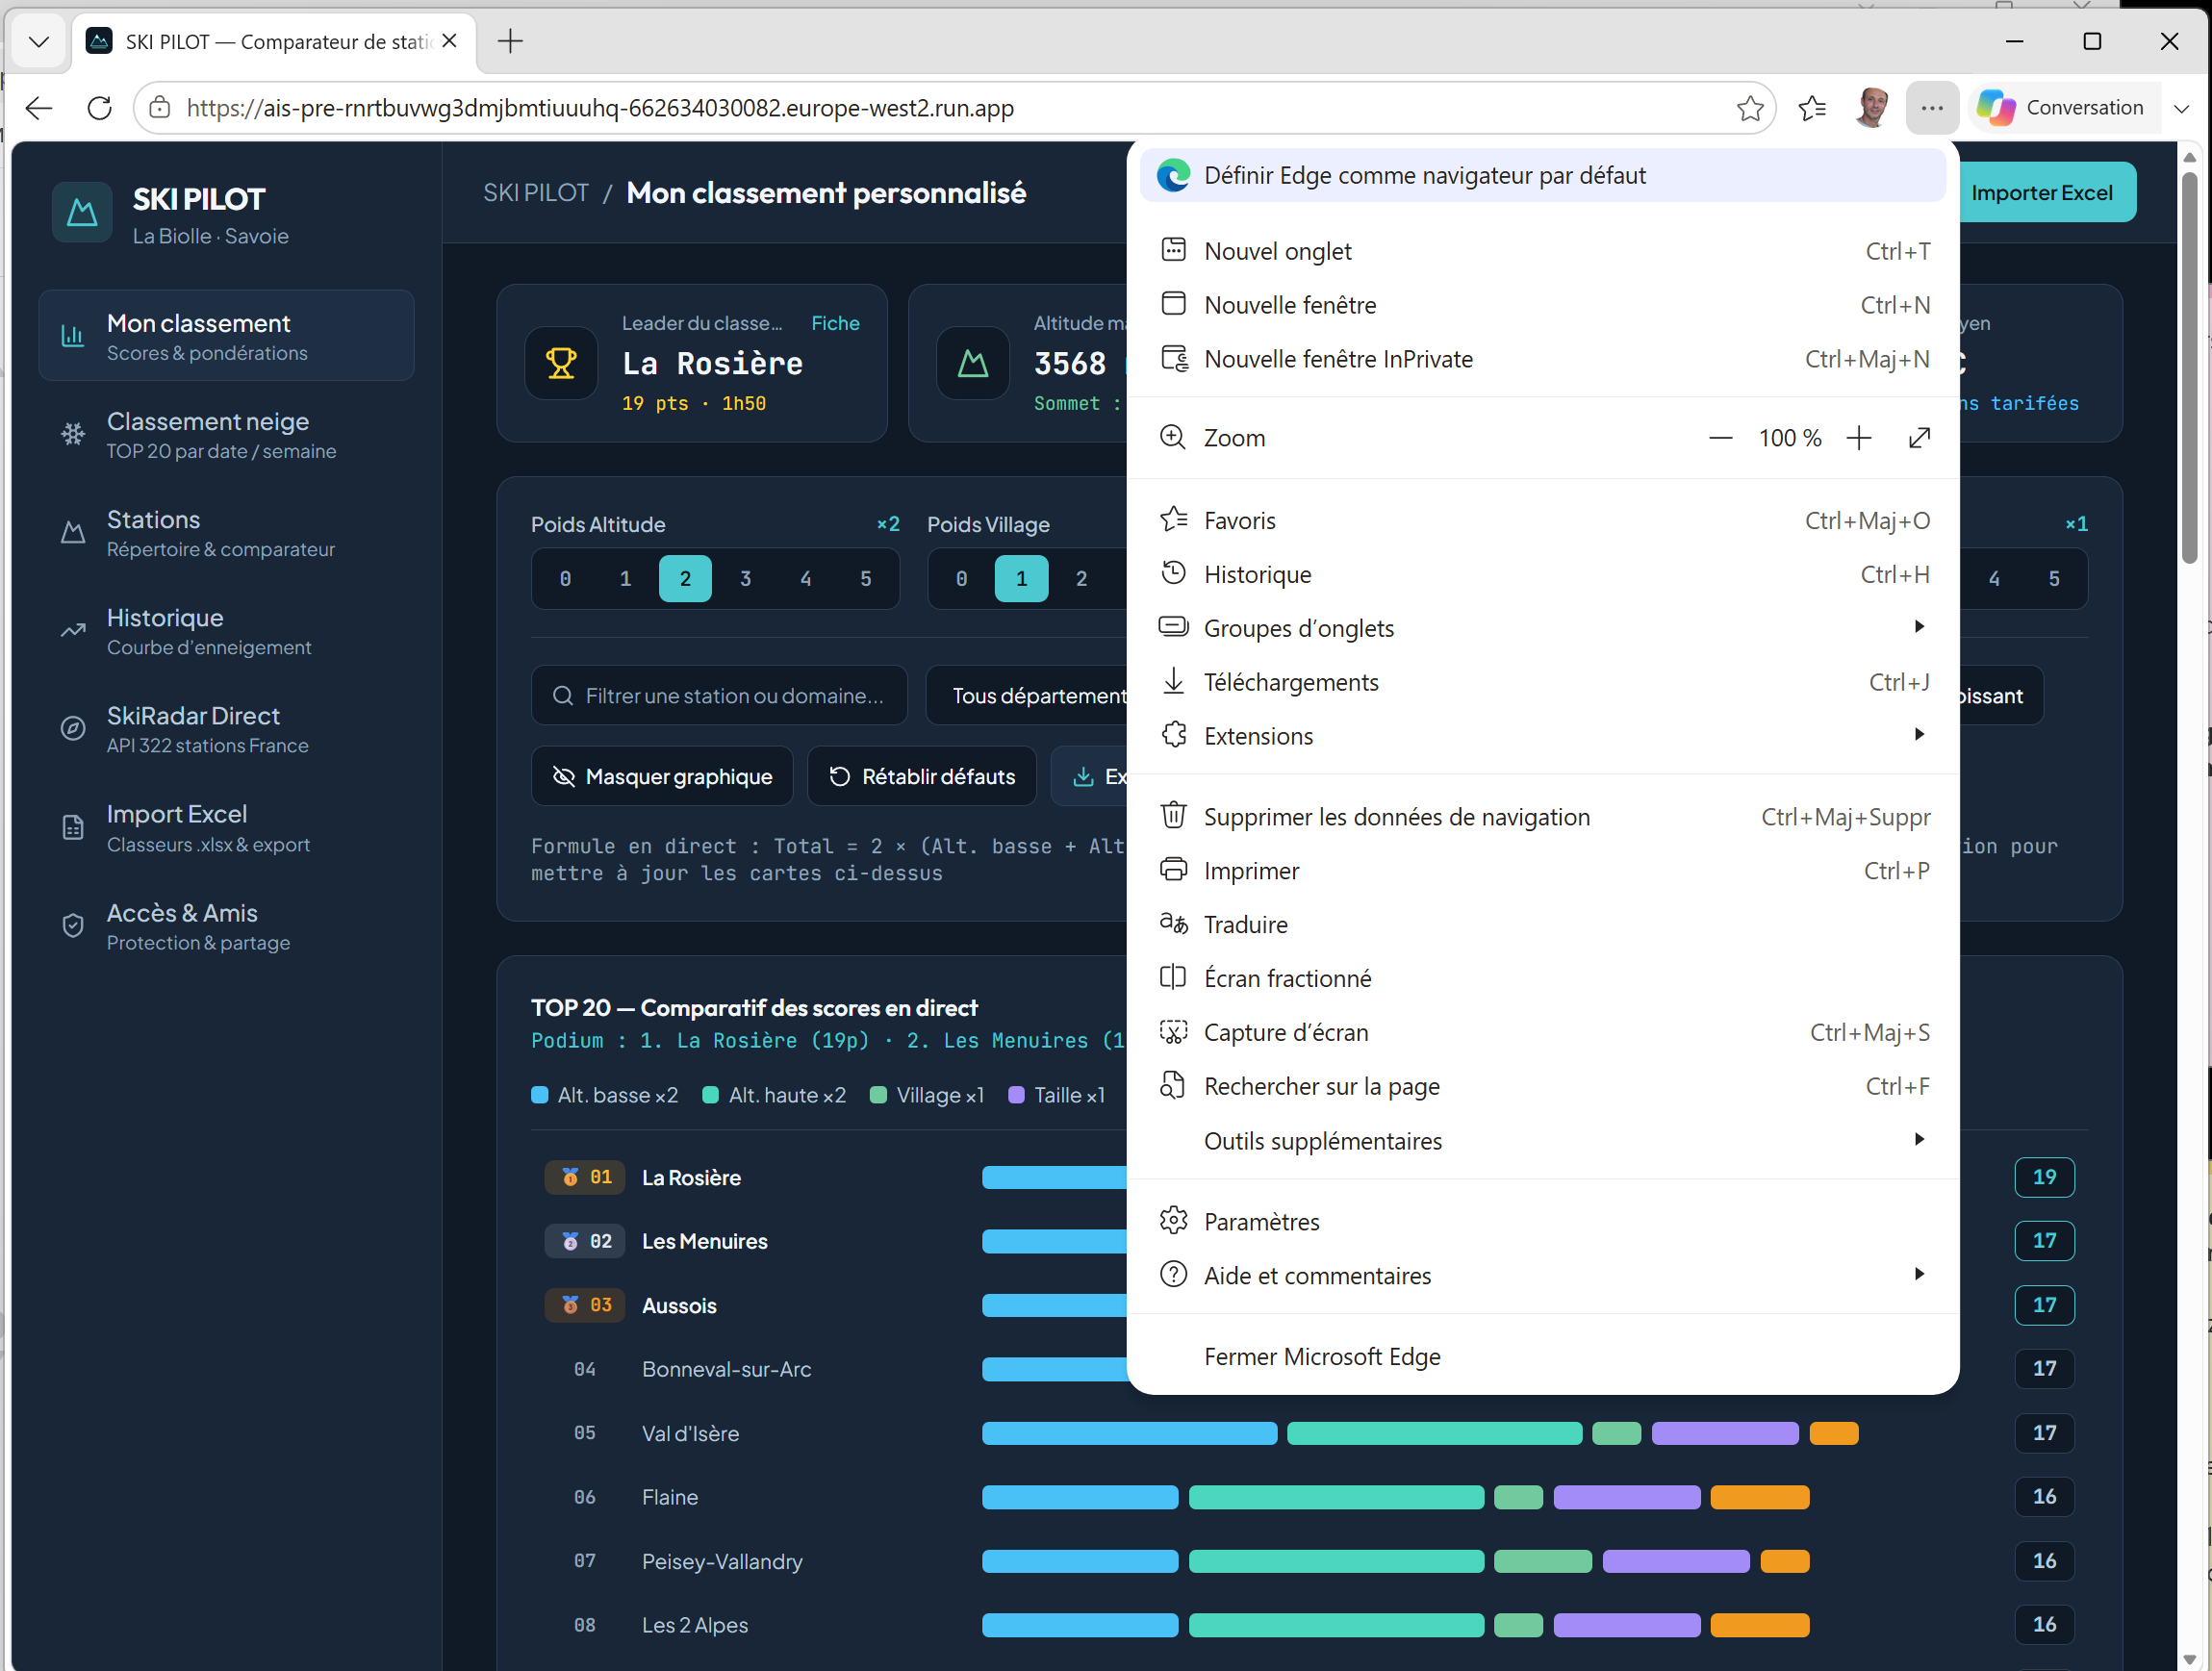 SKI PILOT — Comparateur de stati
https://ais-pre-rnrtbuvwg3dmjbmtiuuuhq-662634030082.europe-west2.run.app
Conversation
SKI PILOT
La Biolle · Savoie
Mon classement
Scores & pondérations
Classement neige
TOP 20 par date / semaine
Stations
Répertoire & comparateur
Historique
Courbe d’enneigement
SkiRadar Direct
API 322 stations France
Import Excel
Classeurs .xlsx & export
Accès & Amis
Protection & partage
SKI PILOT / Mon classement personnalisé
Importer Excel
Leader du classe... Fiche
La Rosière
19 pts · 1h50
Altitude ma
3568
Sommet :
yen
ns tarifées
Poids Altitude ×2
0 1 2 3 4 5
Poids Village
0 1 2
×1
4 5
Filtrer une station ou domaine...
Tous département
oissant
Masquer graphique
Rétablir défauts
Ex
Formule en direct : Total = 2 × (Alt. basse + Alt
ion pour
mettre à jour les cartes ci-dessus
TOP 20 — Comparatif des scores en direct
Podium : 1. La Rosière (19p) · 2. Les Menuires (1
Alt. basse ×2 Alt. haute ×2 Village ×1 Taille ×1
01 La Rosière 19
02 Les Menuires 17
03 Aussois 17
04 Bonneval-sur-Arc 17
05 Val d'Isère 17
06 Flaine 16
07 Peisey-Vallandry 16
08 Les 2 Alpes 16
Définir Edge comme navigateur par défaut
Nouvel onglet Ctrl+T
Nouvelle fenêtre Ctrl+N
Nouvelle fenêtre InPrivate Ctrl+Maj+N
Zoom 100 %
Favoris Ctrl+Maj+O
Historique Ctrl+H
Groupes d’onglets
Téléchargements Ctrl+J
Extensions
Supprimer les données de navigation Ctrl+Maj+Suppr
Imprimer Ctrl+P
Traduire
Écran fractionné
Capture d’écran Ctrl+Maj+S
Rechercher sur la page Ctrl+F
Outils supplémentaires
Paramètres
Aide et commentaires
Fermer Microsoft Edge